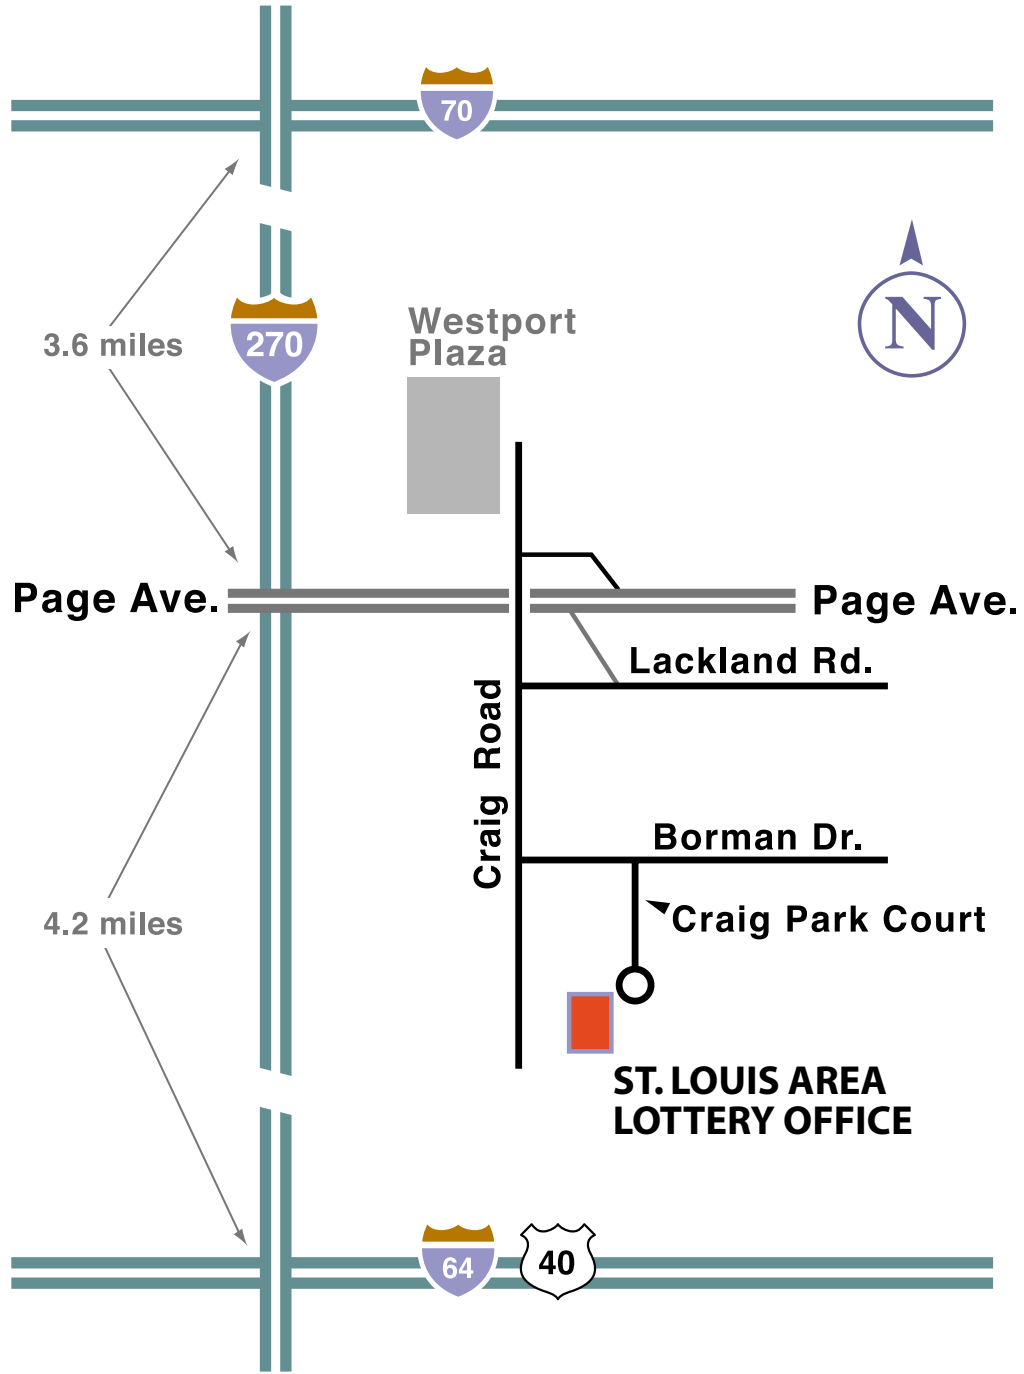 70
N
Westport
Plaza
270
3.6 miles
Page Ave.
Page Ave.
Lackland Rd.
Craig Road
Borman Dr.
Craig Park Court
4.2 miles
ST. LOUIS AREA
LOTTERY OFFICE
64
40